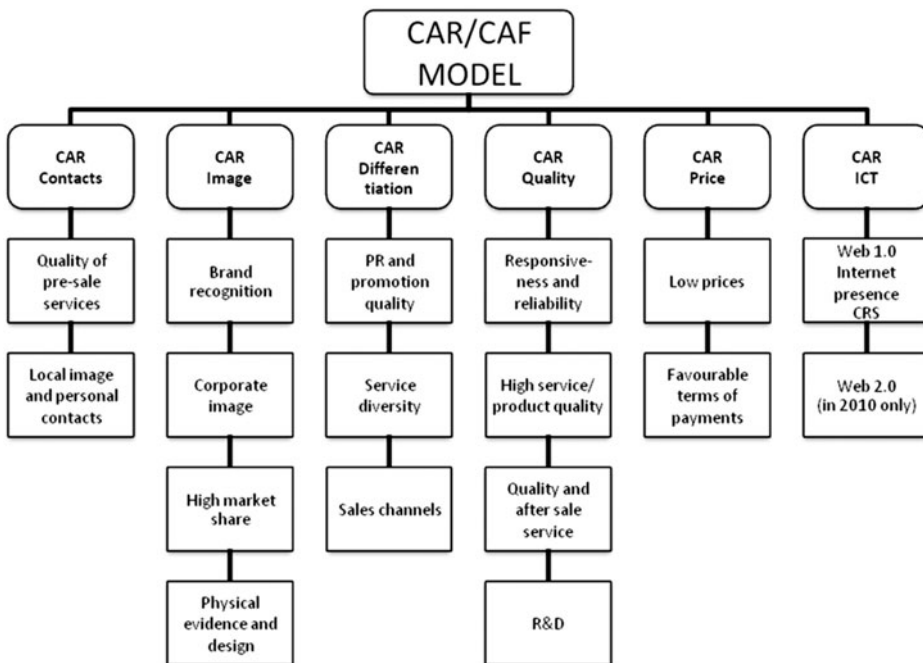 CAR/CAF
MODEL
CAR
Contacts
Quality of
pre-sale
services
Local image
and personal
contacts
CAR
Image
Brand
recognition
Corporate
image
High market
share
Physical
evidence and
design
CAR
Differen
tiation
PR and
promotion
quality
Service
diversity
Sales channels
CAR
Quality
Responsive-
ness and
reliability
High service/
product quality
Quality and
after sale
service
R&D
CAR
Price
Low prices
Favourable
terms of
payments
CAR
ICT
Web 1.0
Internet
presence
CRS
Web 2.0
(in 2010 only)